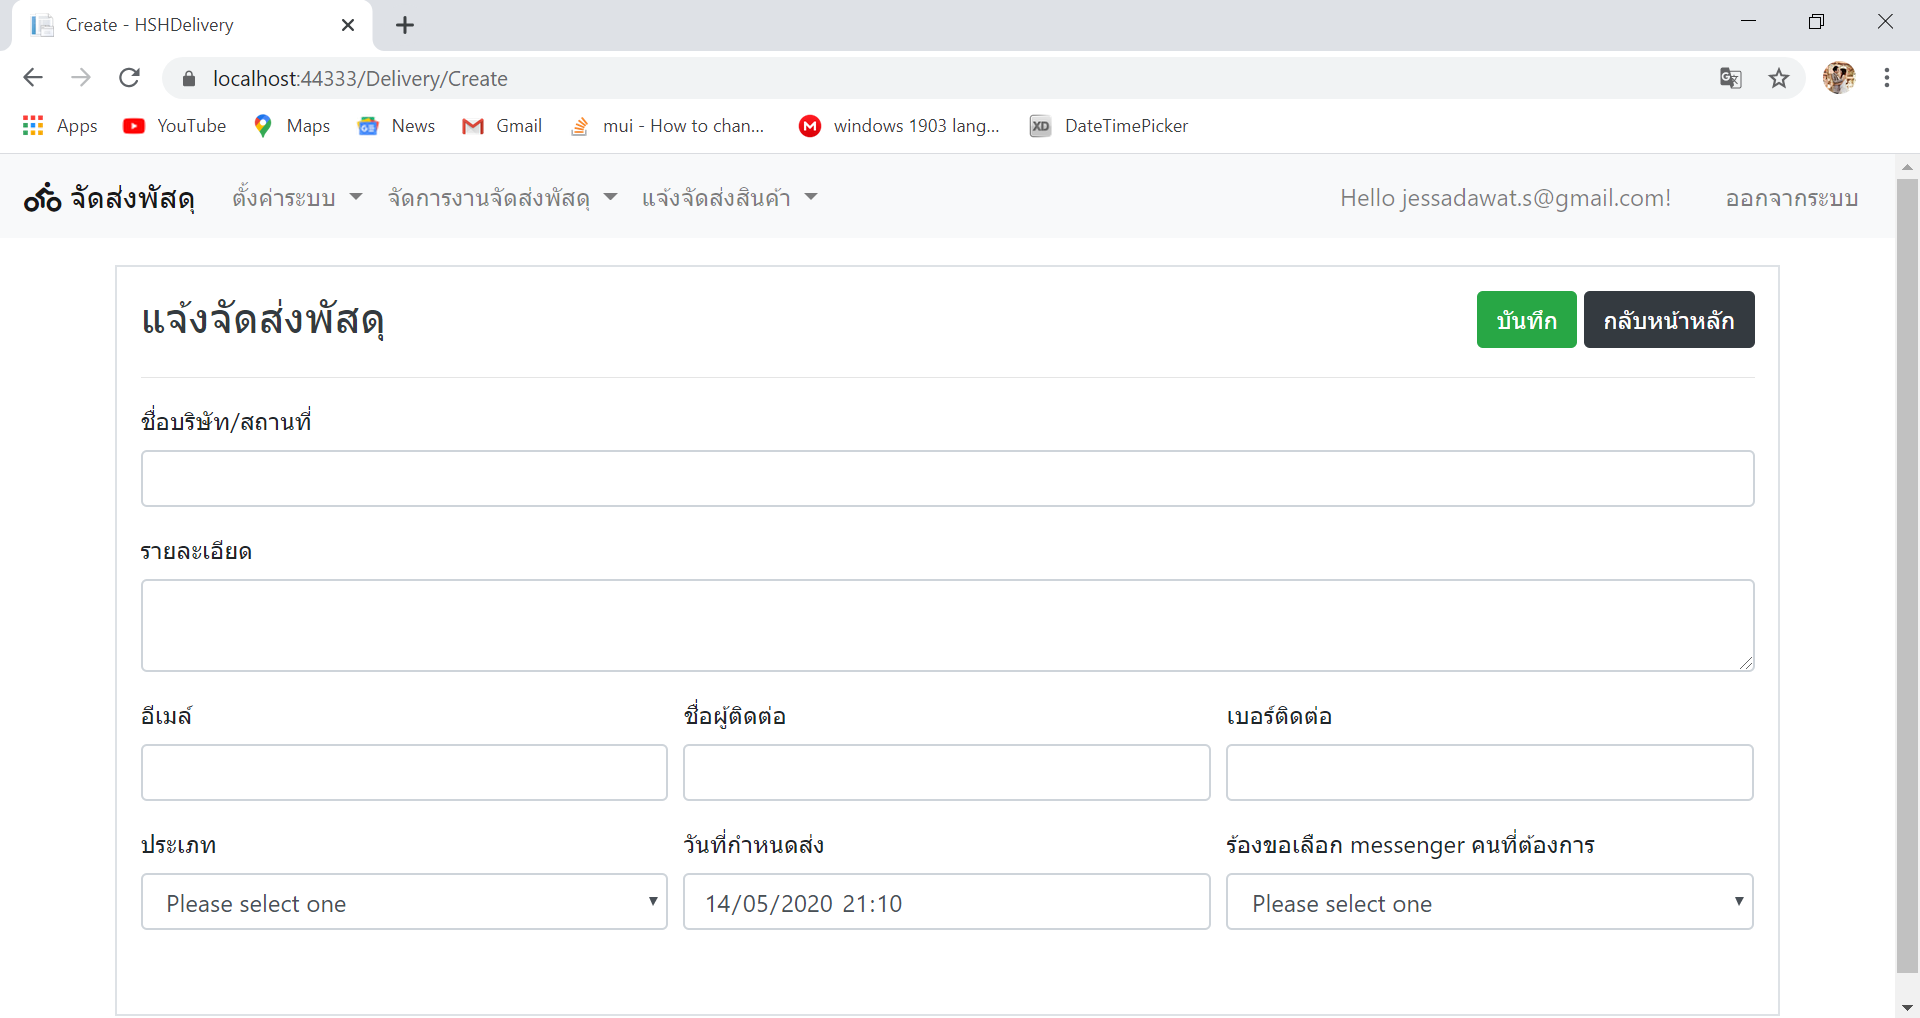 Create - HSHDelivery
localhost:44333/Delivery/Create
Apps YouTube Maps News Gmail mui - How to chan... windows 1903 lang... XD DateTimePicker
จัดส่งพัสดุ ตั้งค่าระบบ จัดการงานจัดส่งพัสดุ แจ้งจัดส่งสินค้า Hello jessadawat.s@gmail.com! ออกจากระบบ
แจ้งจัดส่งพัสดุ บันทึก กลับหน้าหลัก
ชื่อบริษัท/สถานที่
รายละเอียด
อีเมล์ ชื่อผู้ติดต่อ เบอร์ติดต่อ
ประเภท วันที่กำหนดส่ง ร้องขอเลือก messenger คนที่ต้องการ
Please select one 14/05/2020 21:10 Please select one